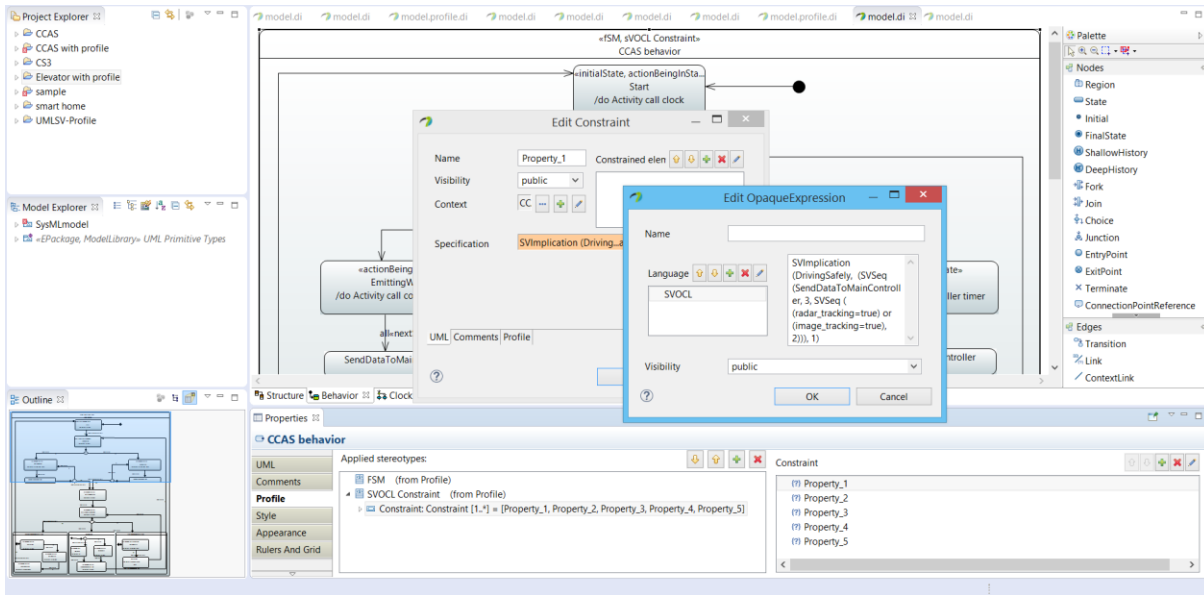 Project Explorer
CCAS
CCAS with profile
CS3
Elevator with profile
sample
smart home
UMLSV-Profile
Model Explorer
SysMLmodel
«EPackage, ModelLibrary» UML Primitive Types
Outline
model.di
model.di
model.profile.di
model.di
model.di
model.di
model.profile.di
model.di
model.di
«fSM, sVOCL Constraint»
CCAS behavior
«initialState, actionBeingInSta...
Start
/do Activity call clock
«actionBeing
EmittingW
/do Activity call co
all=next
SendDataToMai
ate»
ller timer
ntroller
Edit Constraint
Name
Property_1
Constrained elen
Visibility
public
Context
CC
...
Specification
SVImplication (Driving...a
UML
Comments
Profile
Edit OpaqueExpression
Name
Language
SVOCL
SVImplication
(DrivingSafely, (SVSeq
(SendDataToMainControll
er, 3, SVSeq (
(radar_tracking=true) or
(image_tracking=true),
2))), 1)
Visibility
public
OK
Cancel
Structure
Behavior
Clock
Palette
Nodes
Region
State
Initial
FinalState
ShallowHistory
DeepHistory
Fork
Join
Choice
Junction
EntryPoint
ExitPoint
Terminate
ConnectionPointReference
Edges
Transition
Link
ContextLink
Properties
CCAS behavior
UML
Comments
Profile
Style
Appearance
Rulers And Grid
Applied stereotypes:
FSM (from Profile)
SVOCL Constraint (from Profile)
Constraint: Constraint [1..*] = [Property_1, Property_2, Property_3, Property_4, Property_5]
Constraint
Property_1
Property_2
Property_3
Property_4
Property_5